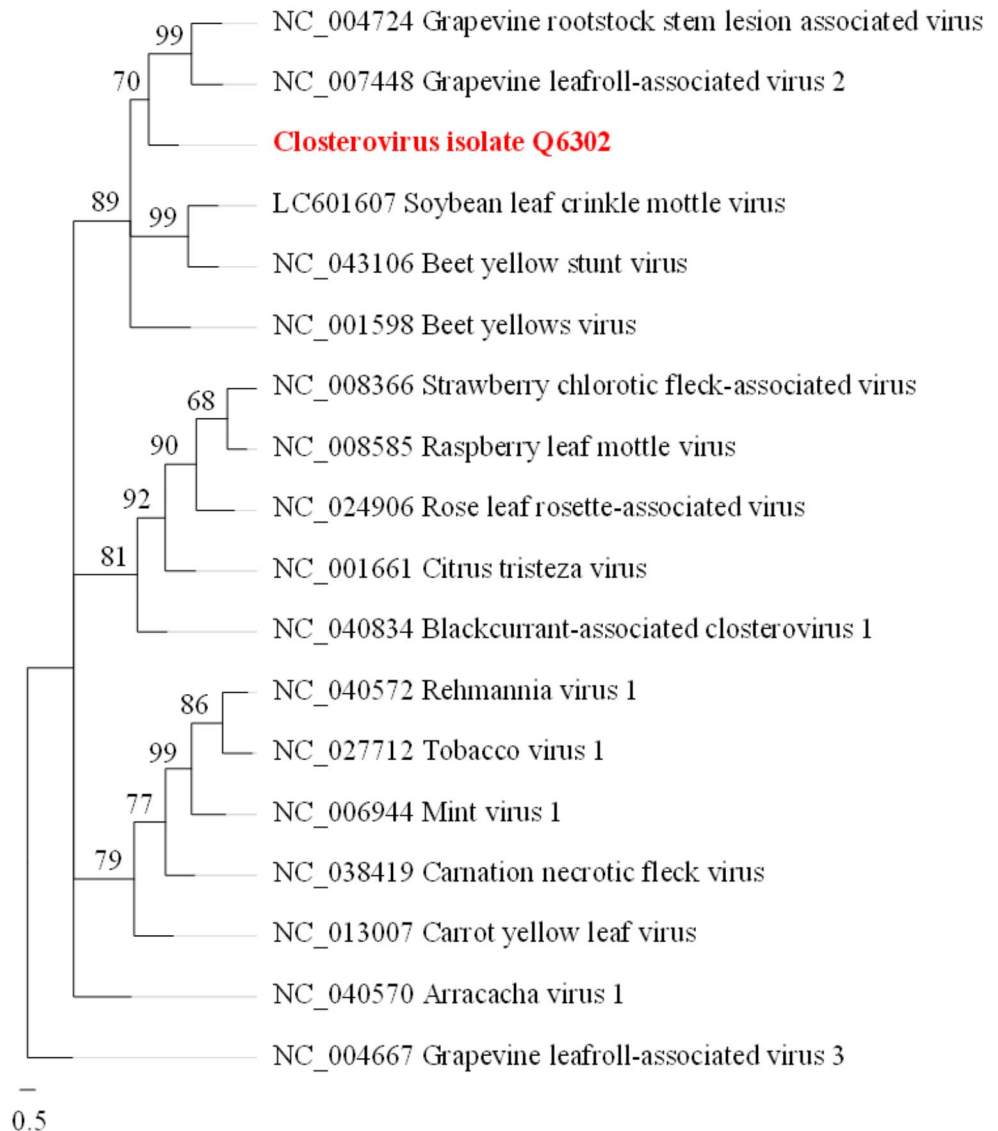 NC_004724 Grapevine rootstock stem lesion associated virus
99
70
NC_007448 Grapevine leafroll-associated virus 2
Closterovirus isolate Q6302
89
LC601607 Soybean leaf crinkle mottle virus
99
NC_043106 Beet yellow stunt virus
NC_001598 Beet yellows virus
NC_008366 Strawberry chlorotic fleck-associated virus
68
90
NC_008585 Raspberry leaf mottle virus
92
NC_024906 Rose leaf rosette-associated virus
81
NC_001661 Citrus tristeza virus
NC_040834 Blackcurrant-associated closterovirus 1
NC_040572 Rehmannia virus 1
86
99
NC_027712 Tobacco virus 1
77
NC_006944 Mint virus 1
79
NC_038419 Carnation necrotic fleck virus
NC_013007 Carrot yellow leaf virus
NC_040570 Arracacha virus 1
NC_004667 Grapevine leafroll-associated virus 3
0.5